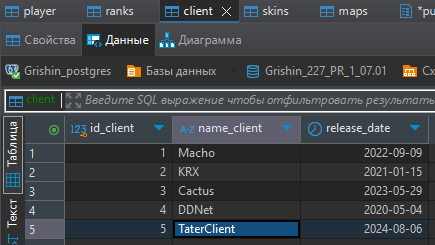 player ranks client skins maps *pu
Свойства Данные Диаграмма
Grishin_postgres Базы данных Grishin_227_PR_1_07.01 Сх
client Введите SQL выражение чтобы отфильтровать результаты
Таблица
Текст
123 id_client A-Z name_client release_date
1 1 Macho 2022-09-09
2 2 KRX 2021-01-15
3 3 Cactus 2023-05-29
4 4 DDNet 2020-05-04
5 5 TaterClient 2024-08-06